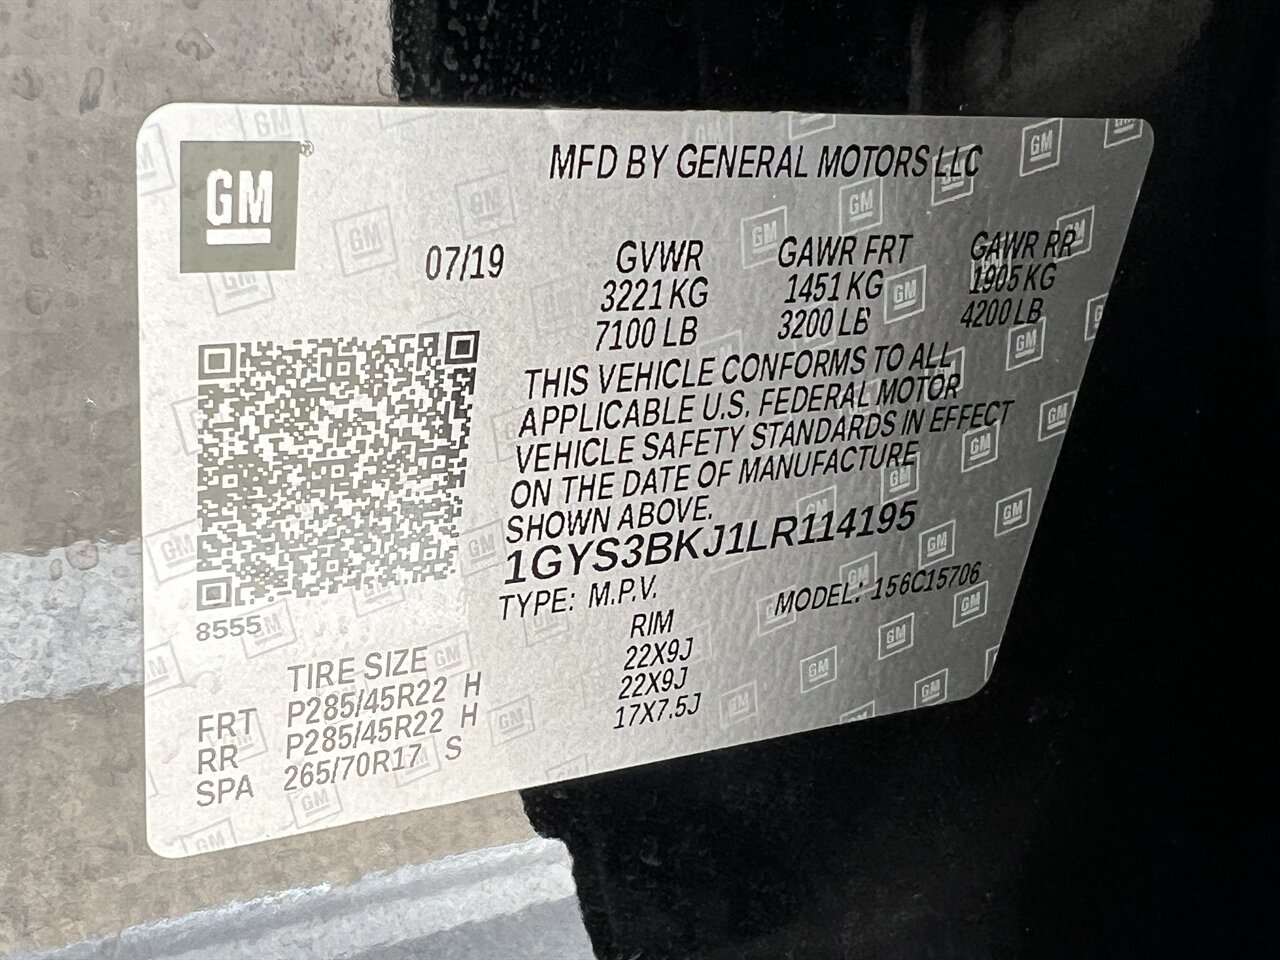 GM
MFD BY GENERAL MOTORS LLC
07/19 GVWR GAWR FRT GAWR RR
3221 KG 1451 KG 1905 KG
7100 LB 3200 LB 4200 LB
THIS VEHICLE CONFORMS TO ALL
APPLICABLE U.S. FEDERAL MOTOR
VEHICLE SAFETY STANDARDS IN EFFECT
ON THE DATE OF MANUFACTURE
SHOWN ABOVE.
1GYS3BKJ1LR114195
TYPE: M.P.V. MODEL: 156C15706
8555
TIRE SIZE RIM
FRT P285/45R22 H 22X9J
RR P285/45R22 H 22X9J
SPA 265/70R17 S 17X7.5J